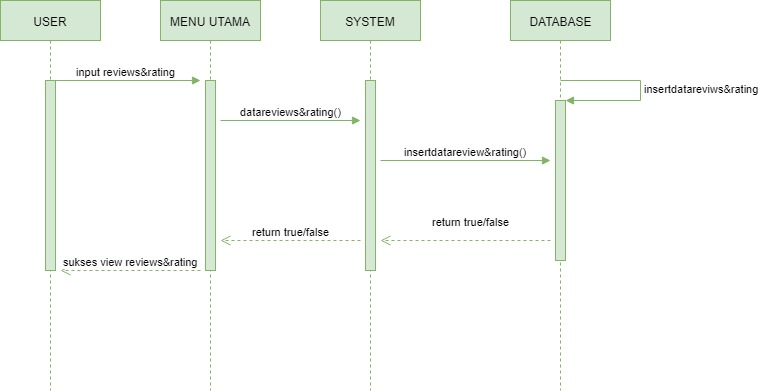 USER
MENU UTAMA
SYSTEM
DATABASE
input reviews&rating
insertdatareviws&rating
datareviews&rating()
insertdatareview&rating()
return true/false
return true/false
sukses view reviews&rating